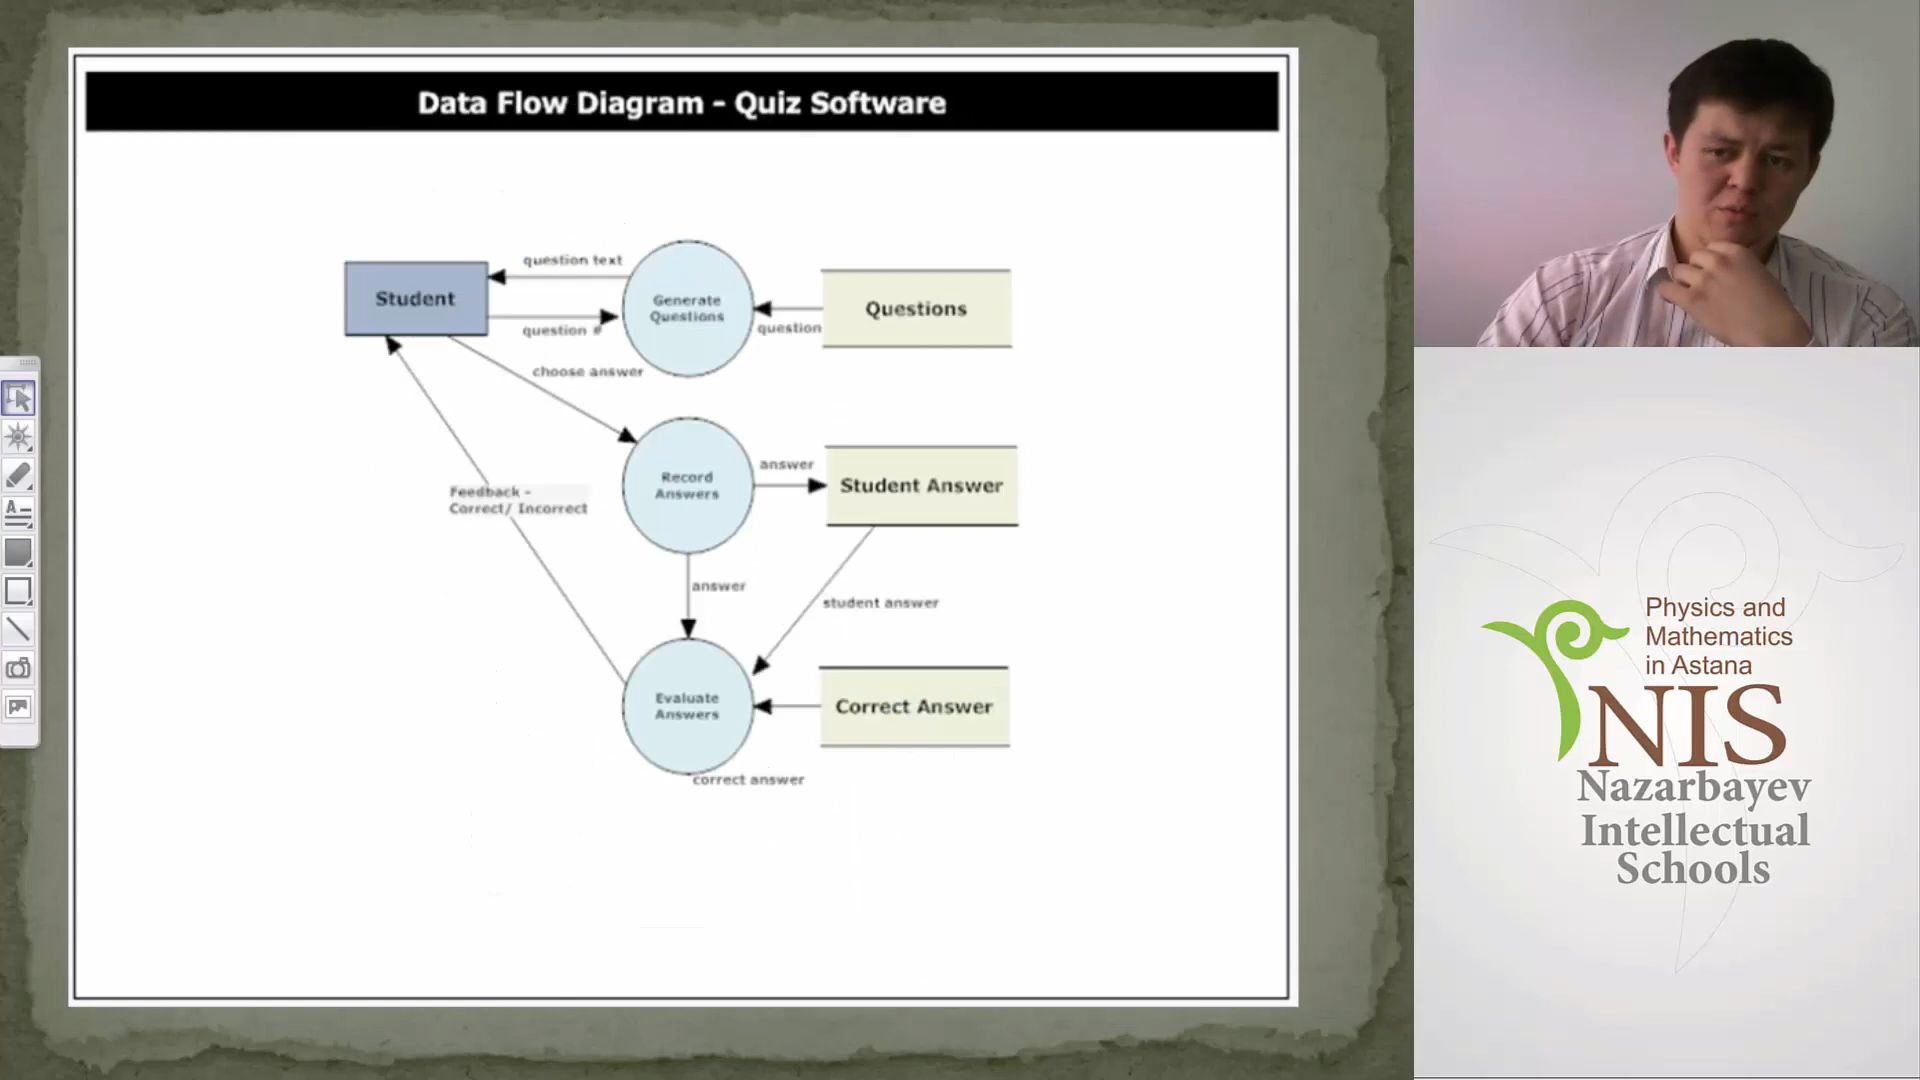 Data Flow Diagram - Quiz Software
question text
Student
Generate
Questions
Questions
question #
question
choose answer
Record
Answers
answer
Student Answer
Feedback -
Correct/ Incorrect
answer
student answer
Evaluate
Answers
Correct Answer
correct answer
Physics and
Mathematics
in Astana
NIS
Nazarbayev
Intellectual
Schools